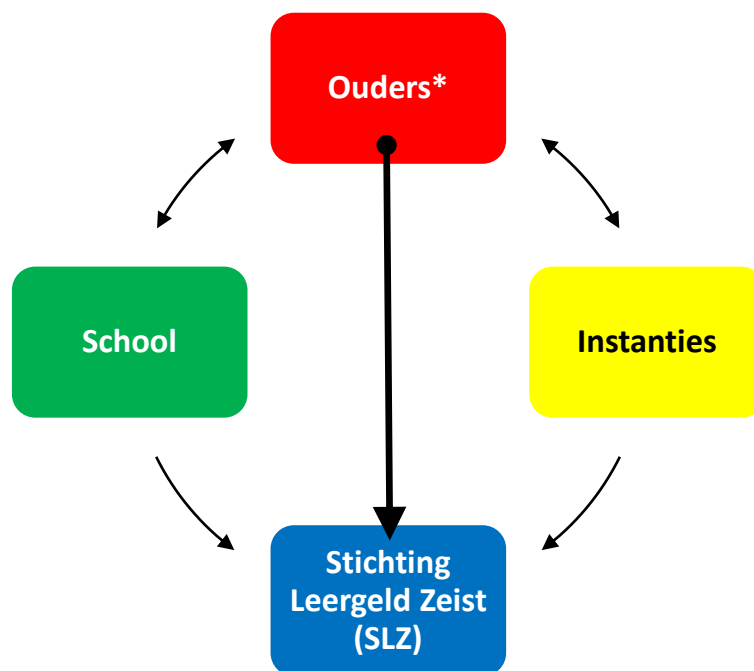 Ouders*
School
Instanties
Stichting
Leergeld Zeist
(SLZ)